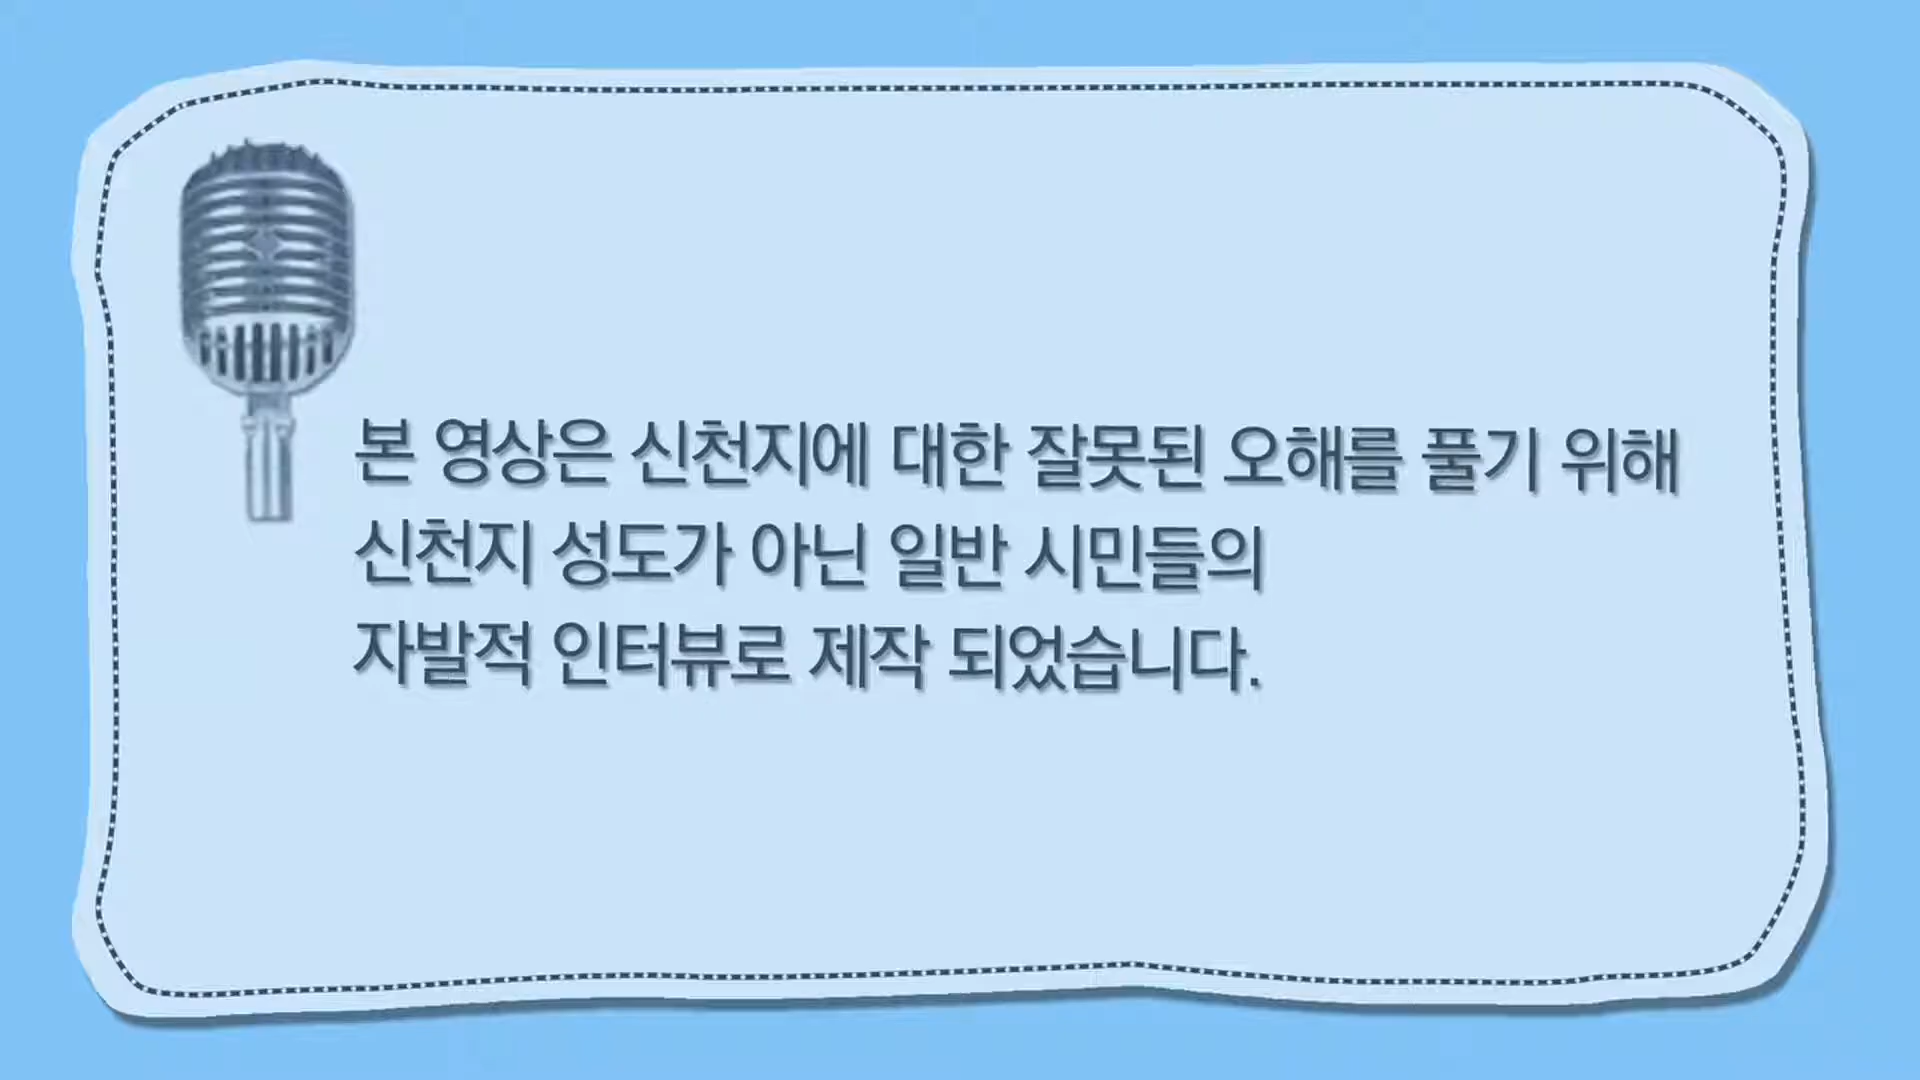 본 영상은 신천지에 대한 잘못된 오해를 풀기 위해
신천지 성도가 아닌 일반 시민들의
자발적 인터뷰로 제작 되었습니다.